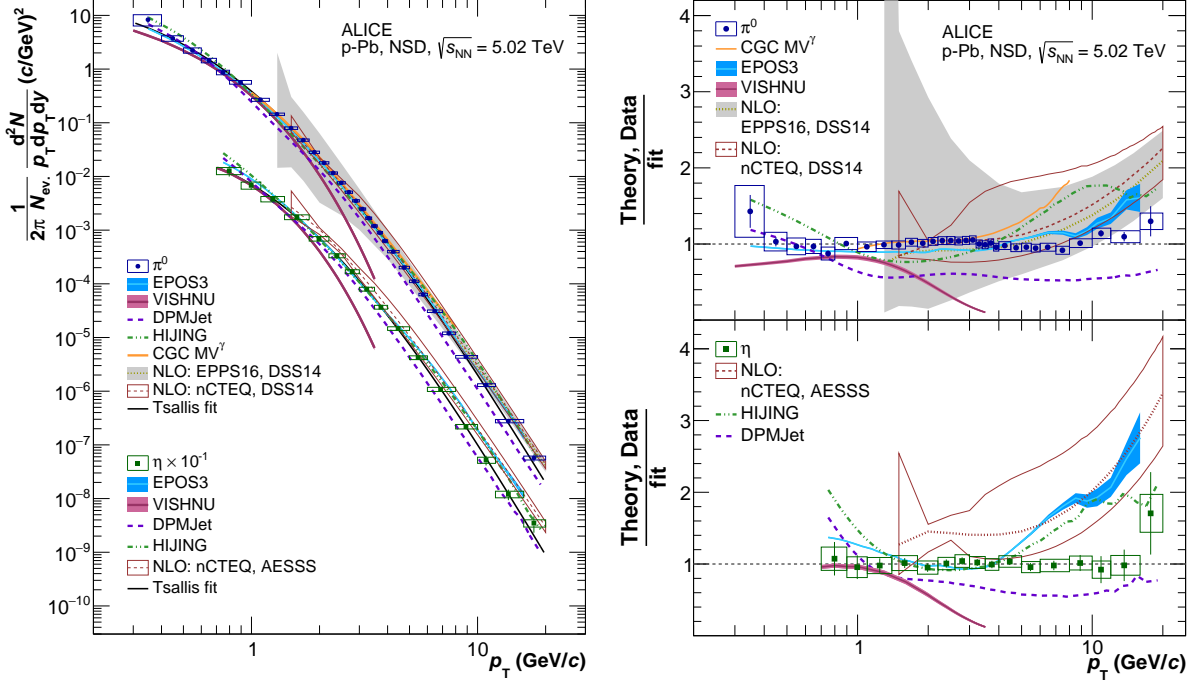 ALICE
p-Pb, NSD, √sNN = 5.02 TeV
1/2π Nev. d²N/pTdpTdy (c/GeV)²
10
1
10⁻¹
10⁻²
10⁻³
10⁻⁴
10⁻⁵
10⁻⁶
10⁻⁷
10⁻⁸
10⁻⁹
10⁻¹⁰
π⁰
EPOS3
VISHNU
DPMJet
HIJING
CGC MVγ
NLO: EPPS16, DSS14
NLO: nCTEQ, DSS14
Tsallis fit
η × 10⁻¹
EPOS3
VISHNU
DPMJet
HIJING
NLO: nCTEQ, AESSS
Tsallis fit
1
10
pT (GeV/c)
ALICE
p-Pb, NSD, √sNN = 5.02 TeV
Theory, Data
fit
4
3
2
1
π⁰
CGC MVγ
EPOS3
VISHNU
NLO:
EPPS16, DSS14
NLO:
nCTEQ, DSS14
Theory, Data
fit
4
3
2
1
η
NLO:
nCTEQ, AESSS
HIJING
DPMJet
1
10
pT (GeV/c)